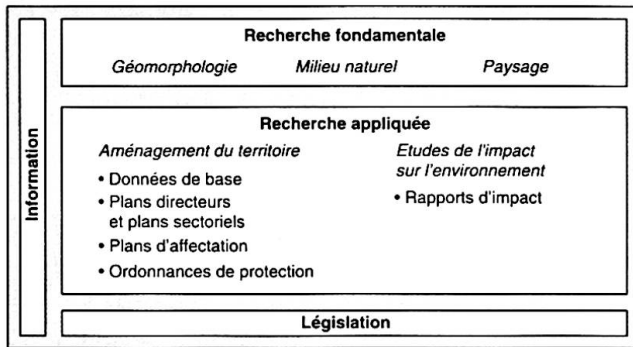 Information
Recherche fondamentale
Géomorphologie Milieu naturel Paysage
Recherche appliquée
Aménagement du territoire
• Données de base
• Plans directeurs
et plans sectoriels
• Plans d'affectation
• Ordonnances de protection
Etudes de l'impact
sur l'environnement
• Rapports d'impact
Législation